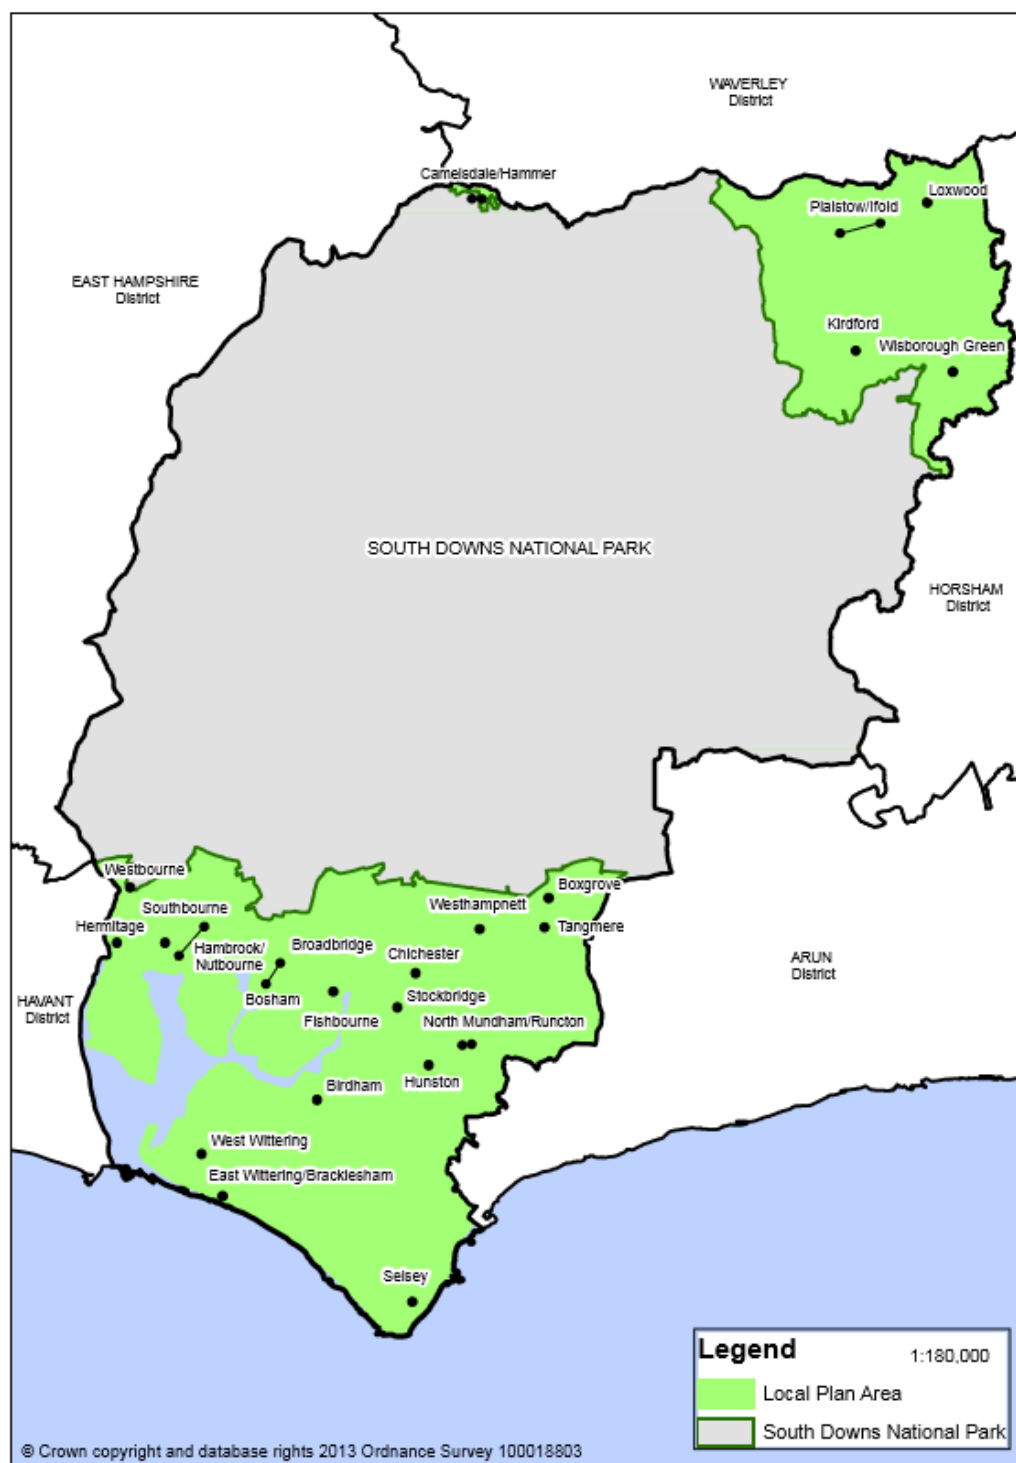 WAVERLEY
District
Camelsdale/Hammer
Loxwood
Plaistow/Ifold
EAST HAMPSHIRE
District
Kirdford
Wisborough Green
SOUTH DOWNS NATIONAL PARK
HORSHAM
District
Westbourne
Boxgrove
Westhampnett
Southbourne
Hermitage
Tangmere
Hambrook/
Nutbourne
Broadbridge
Chichester
ARUN
District
Bosham
Stockbridge
HAVANT
District
Fishbourne
North Mundham/Runcton
Hunston
Birdham
West Wittering
East Wittering/Bracklesham
Selsey
Legend
1:180,000
Local Plan Area
South Downs National Park
© Crown copyright and database rights 2013 Ordnance Survey 100018803